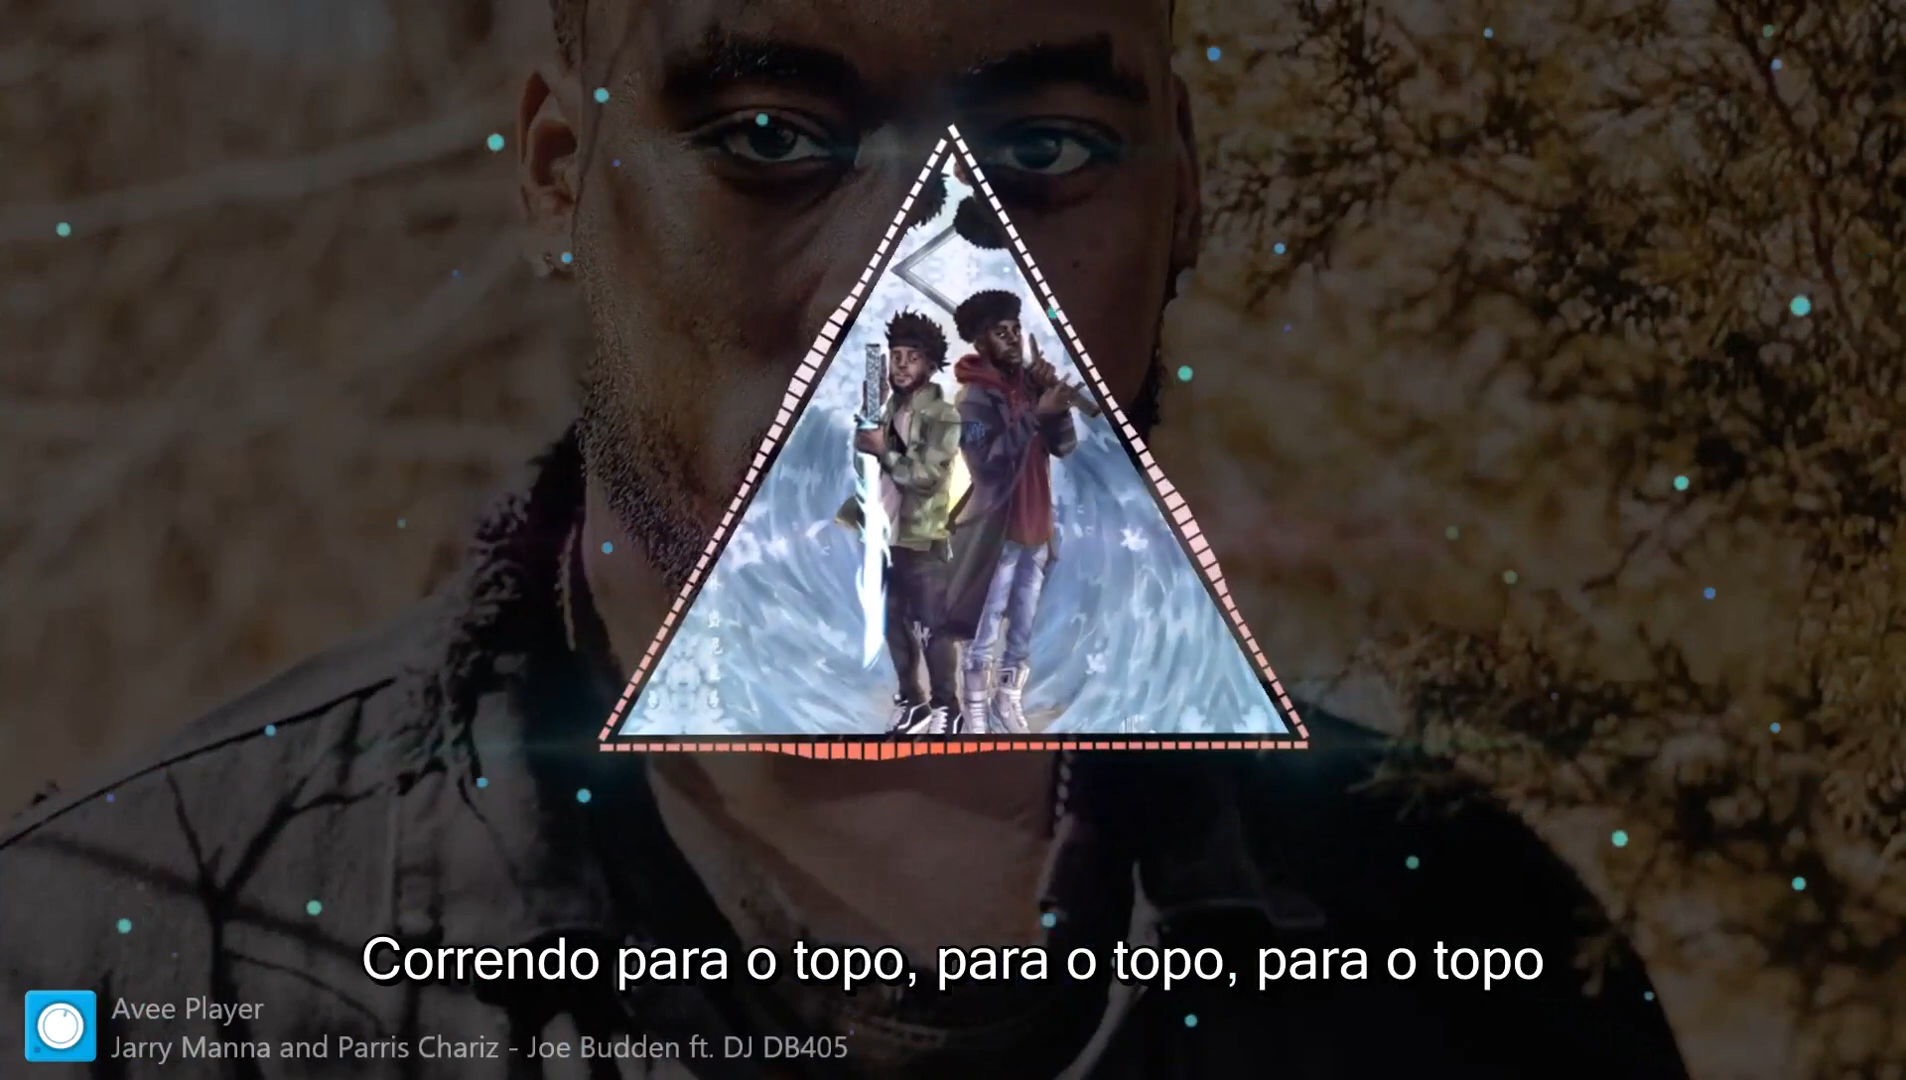 Correndo para o topo, para o topo, para o topo
Avee Player
Jarry Manna and Parris Chariz - Joe Budden ft. DJ DB405